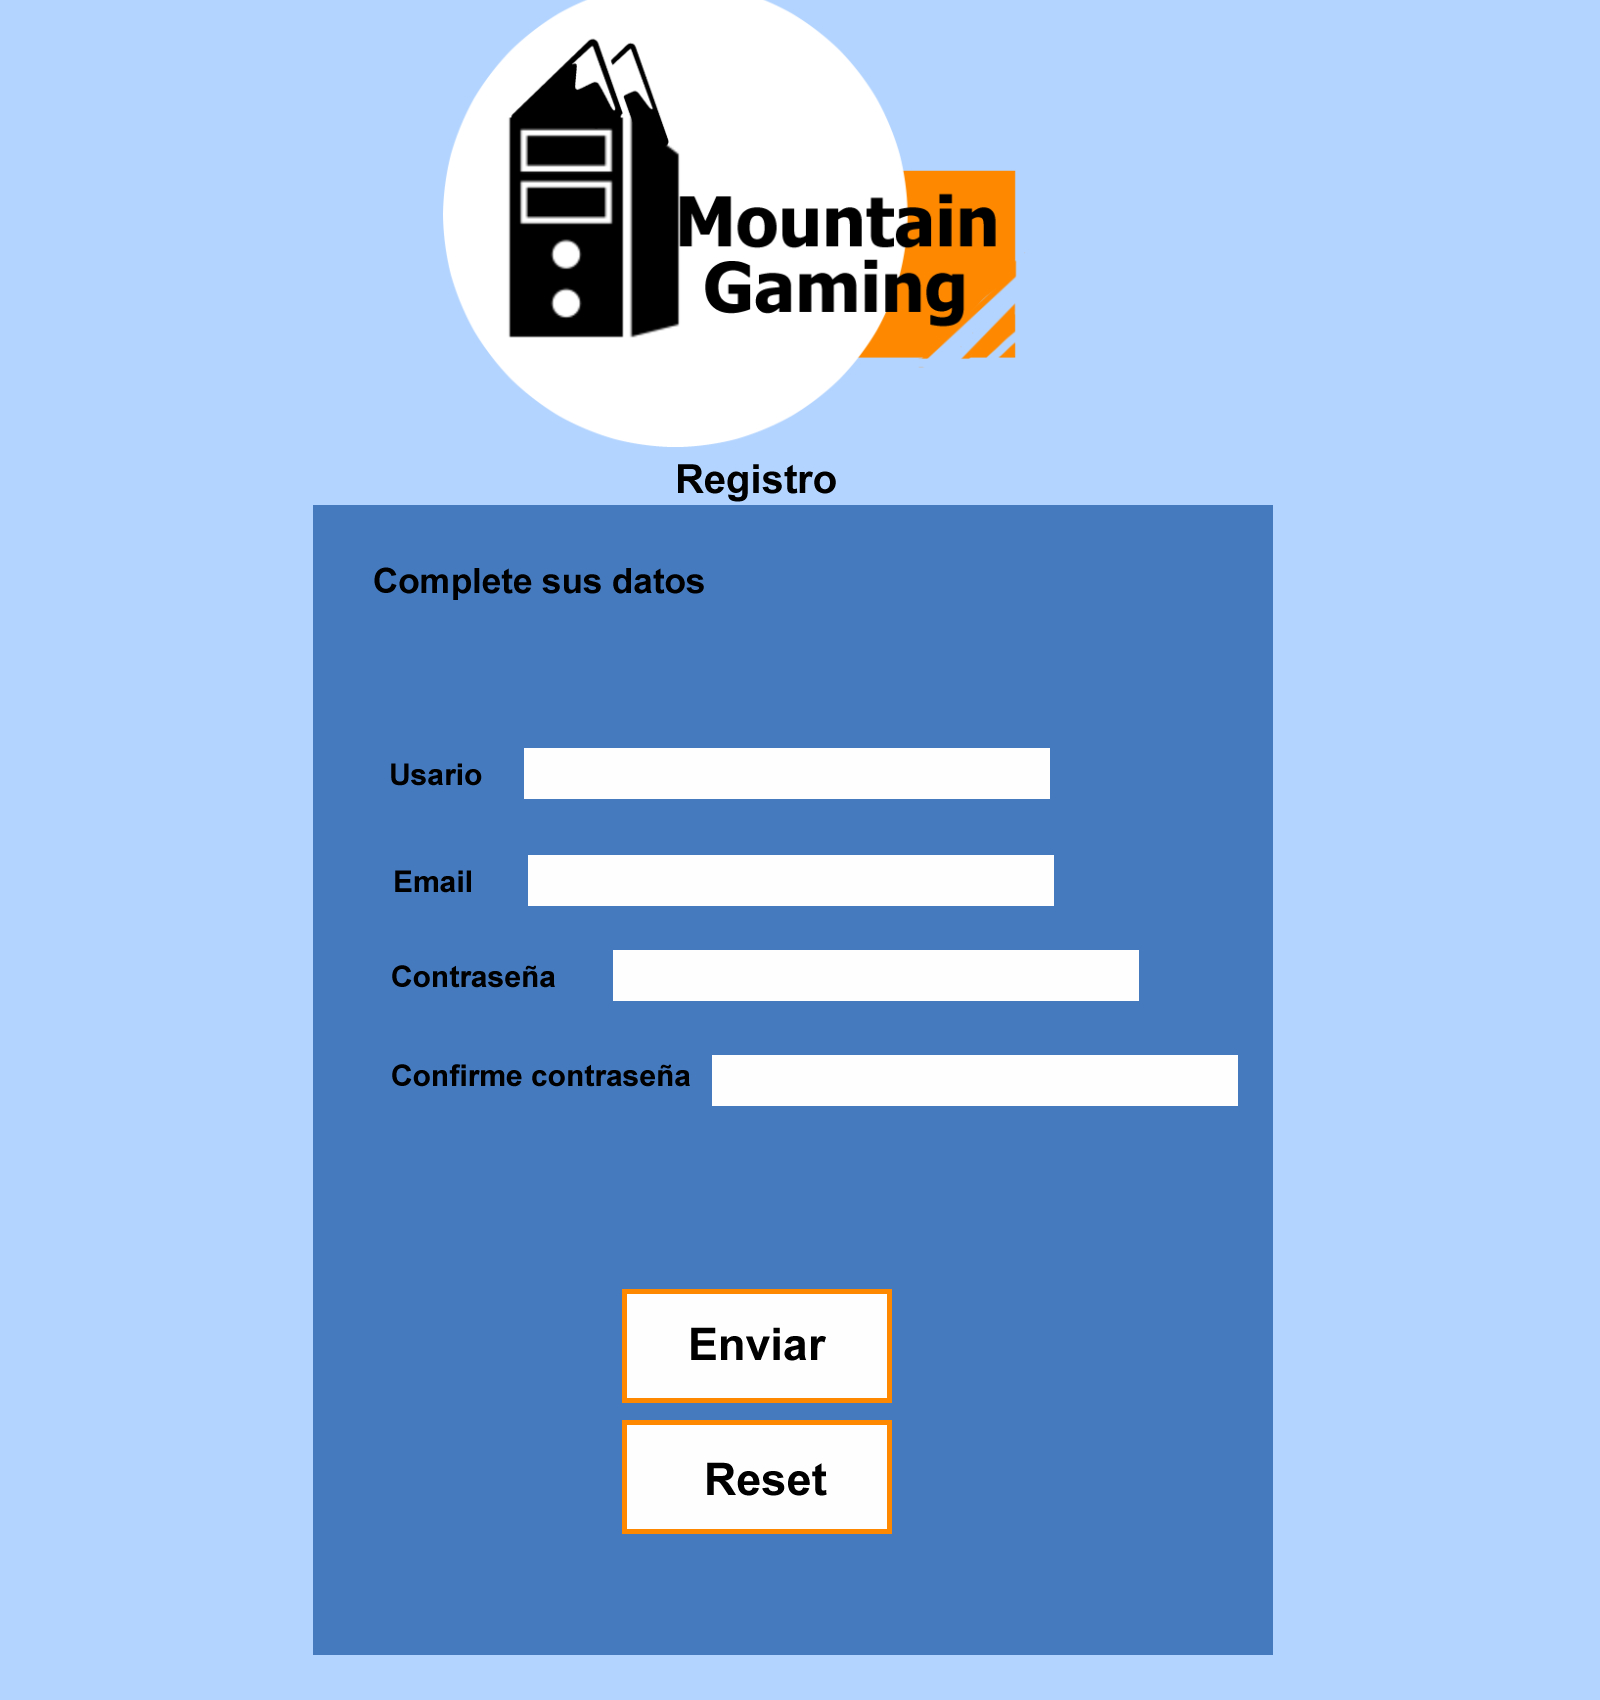 Mountain
Gaming
Registro
Complete sus datos
Usario
Email
Contraseña
Confirme contraseña
Enviar
Reset